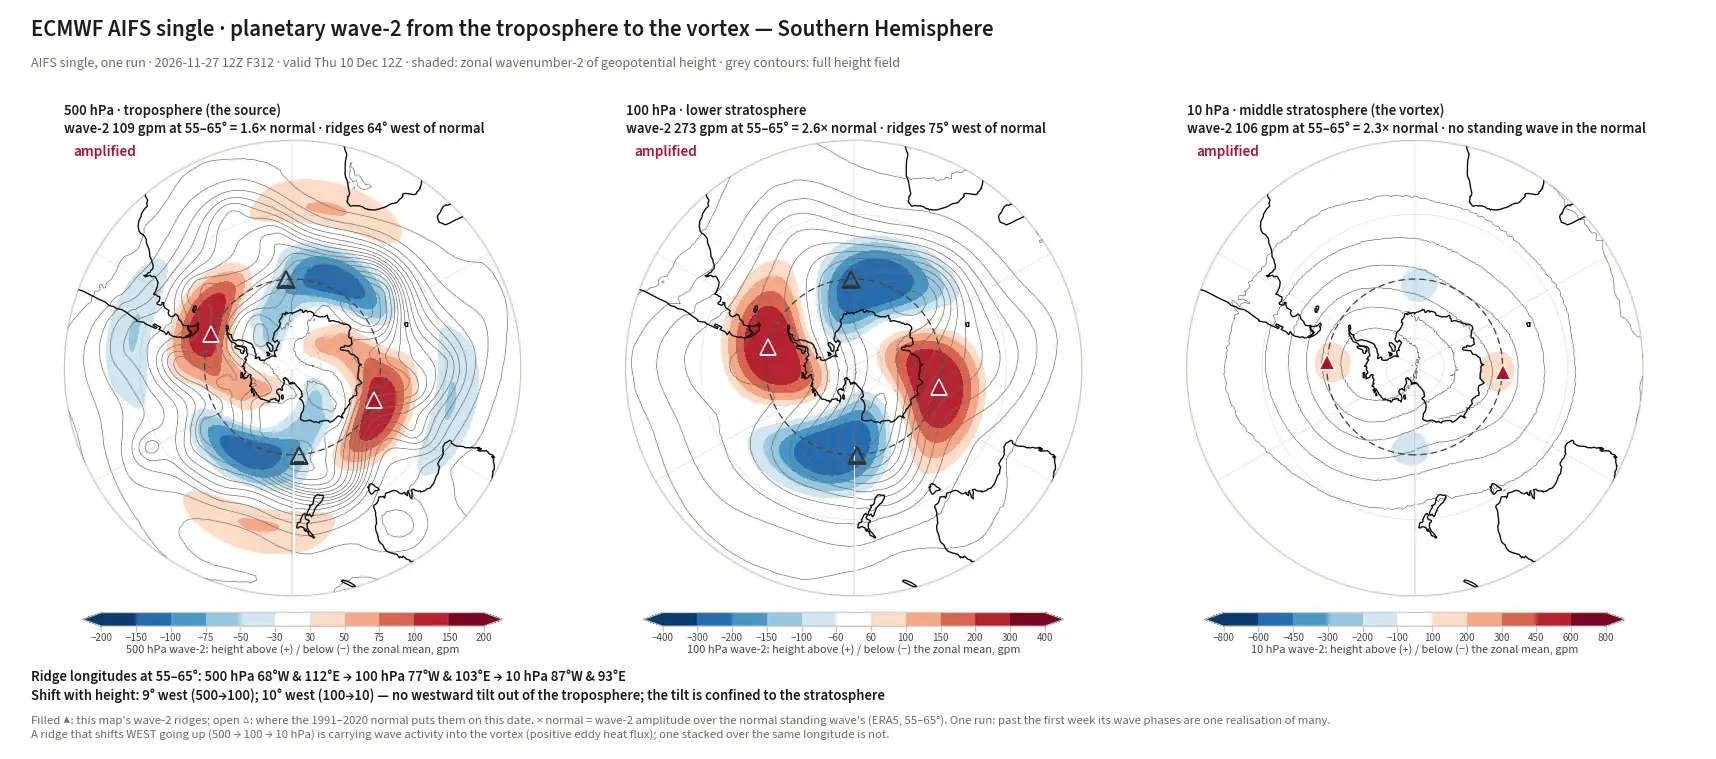 ECMWF AIFS single · planetary wave-2 from the troposphere to the vortex — Southern Hemisphere
AIFS single, one run · 2026-11-27 12Z F312 · valid Thu 10 Dec 12Z · shaded: zonal wavenumber-2 of geopotential height · grey contours: full height field
500 hPa · troposphere (the source)
wave-2 109 gpm at 55–65° = 1.6× normal · ridges 64° west of normal
amplified
100 hPa · lower stratosphere
wave-2 273 gpm at 55–65° = 2.6× normal · ridges 75° west of normal
amplified
10 hPa · middle stratosphere (the vortex)
wave-2 106 gpm at 55–65° = 2.3× normal · no standing wave in the normal
amplified
−200 −150 −100 −75 −50 −30 30 50 75 100 150 200
500 hPa wave-2: height above (+) / below (−) the zonal mean, gpm
−400 −300 −200 −150 −100 −60 60 100 150 200 300 400
100 hPa wave-2: height above (+) / below (−) the zonal mean, gpm
−800 −600 −450 −300 −200 −100 100 200 300 450 600 800
10 hPa wave-2: height above (+) / below (−) the zonal mean, gpm
Ridge longitudes at 55–65°: 500 hPa 68°W & 112°E → 100 hPa 77°W & 103°E → 10 hPa 87°W & 93°E
Shift with height: 9° west (500→100); 10° west (100→10) — no westward tilt out of the troposphere; the tilt is confined to the stratosphere
Filled ▲: this map's wave-2 ridges; open △: where the 1991–2020 normal puts them on this date. × normal = wave-2 amplitude over the normal standing wave's (ERA5, 55–65°). One run: past the first week its wave phases are one realisation of many.
A ridge that shifts WEST going up (500 → 100 → 10 hPa) is carrying wave activity into the vortex (positive eddy heat flux); one stacked over the same longitude is not.